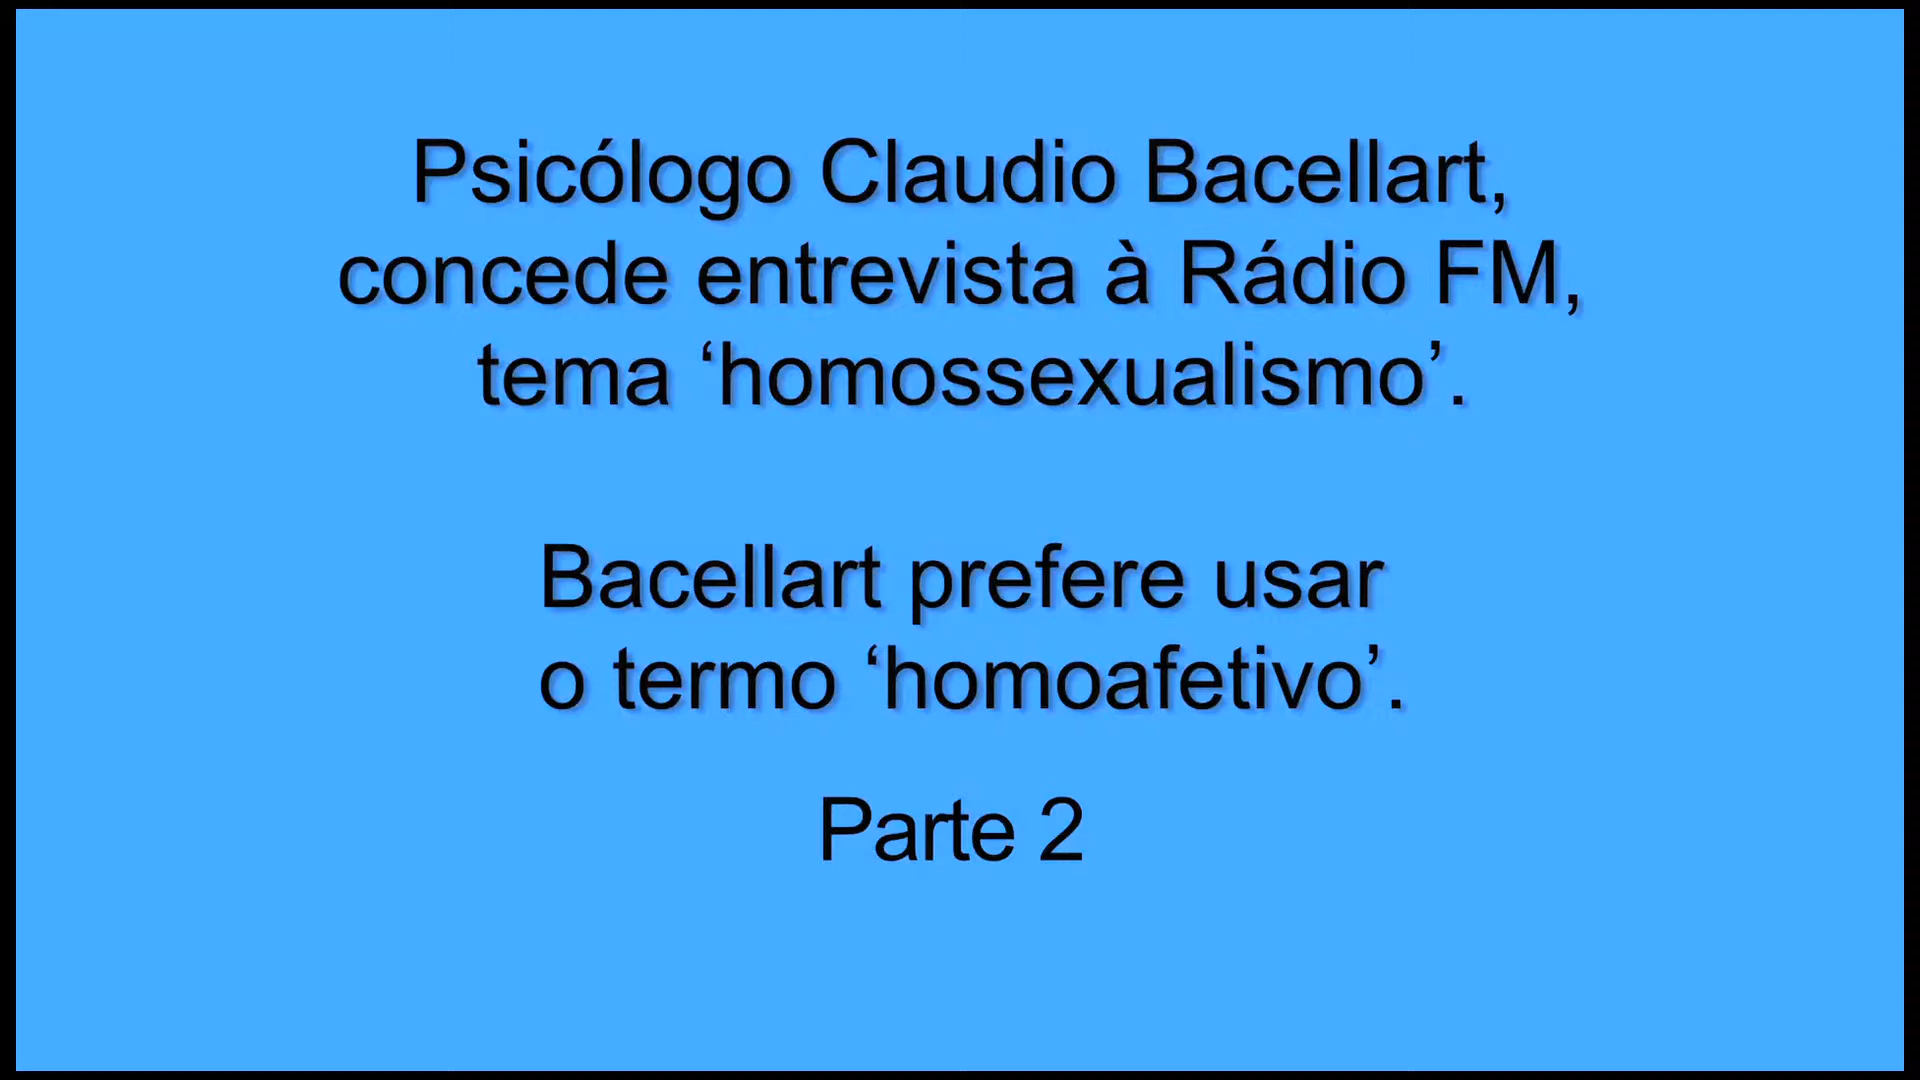 Psicólogo Claudio Bacellart,
concede entrevista à Rádio FM,
tema ‘homossexualismo’.
Bacellart prefere usar
o termo ‘homoafetivo’.
Parte 2